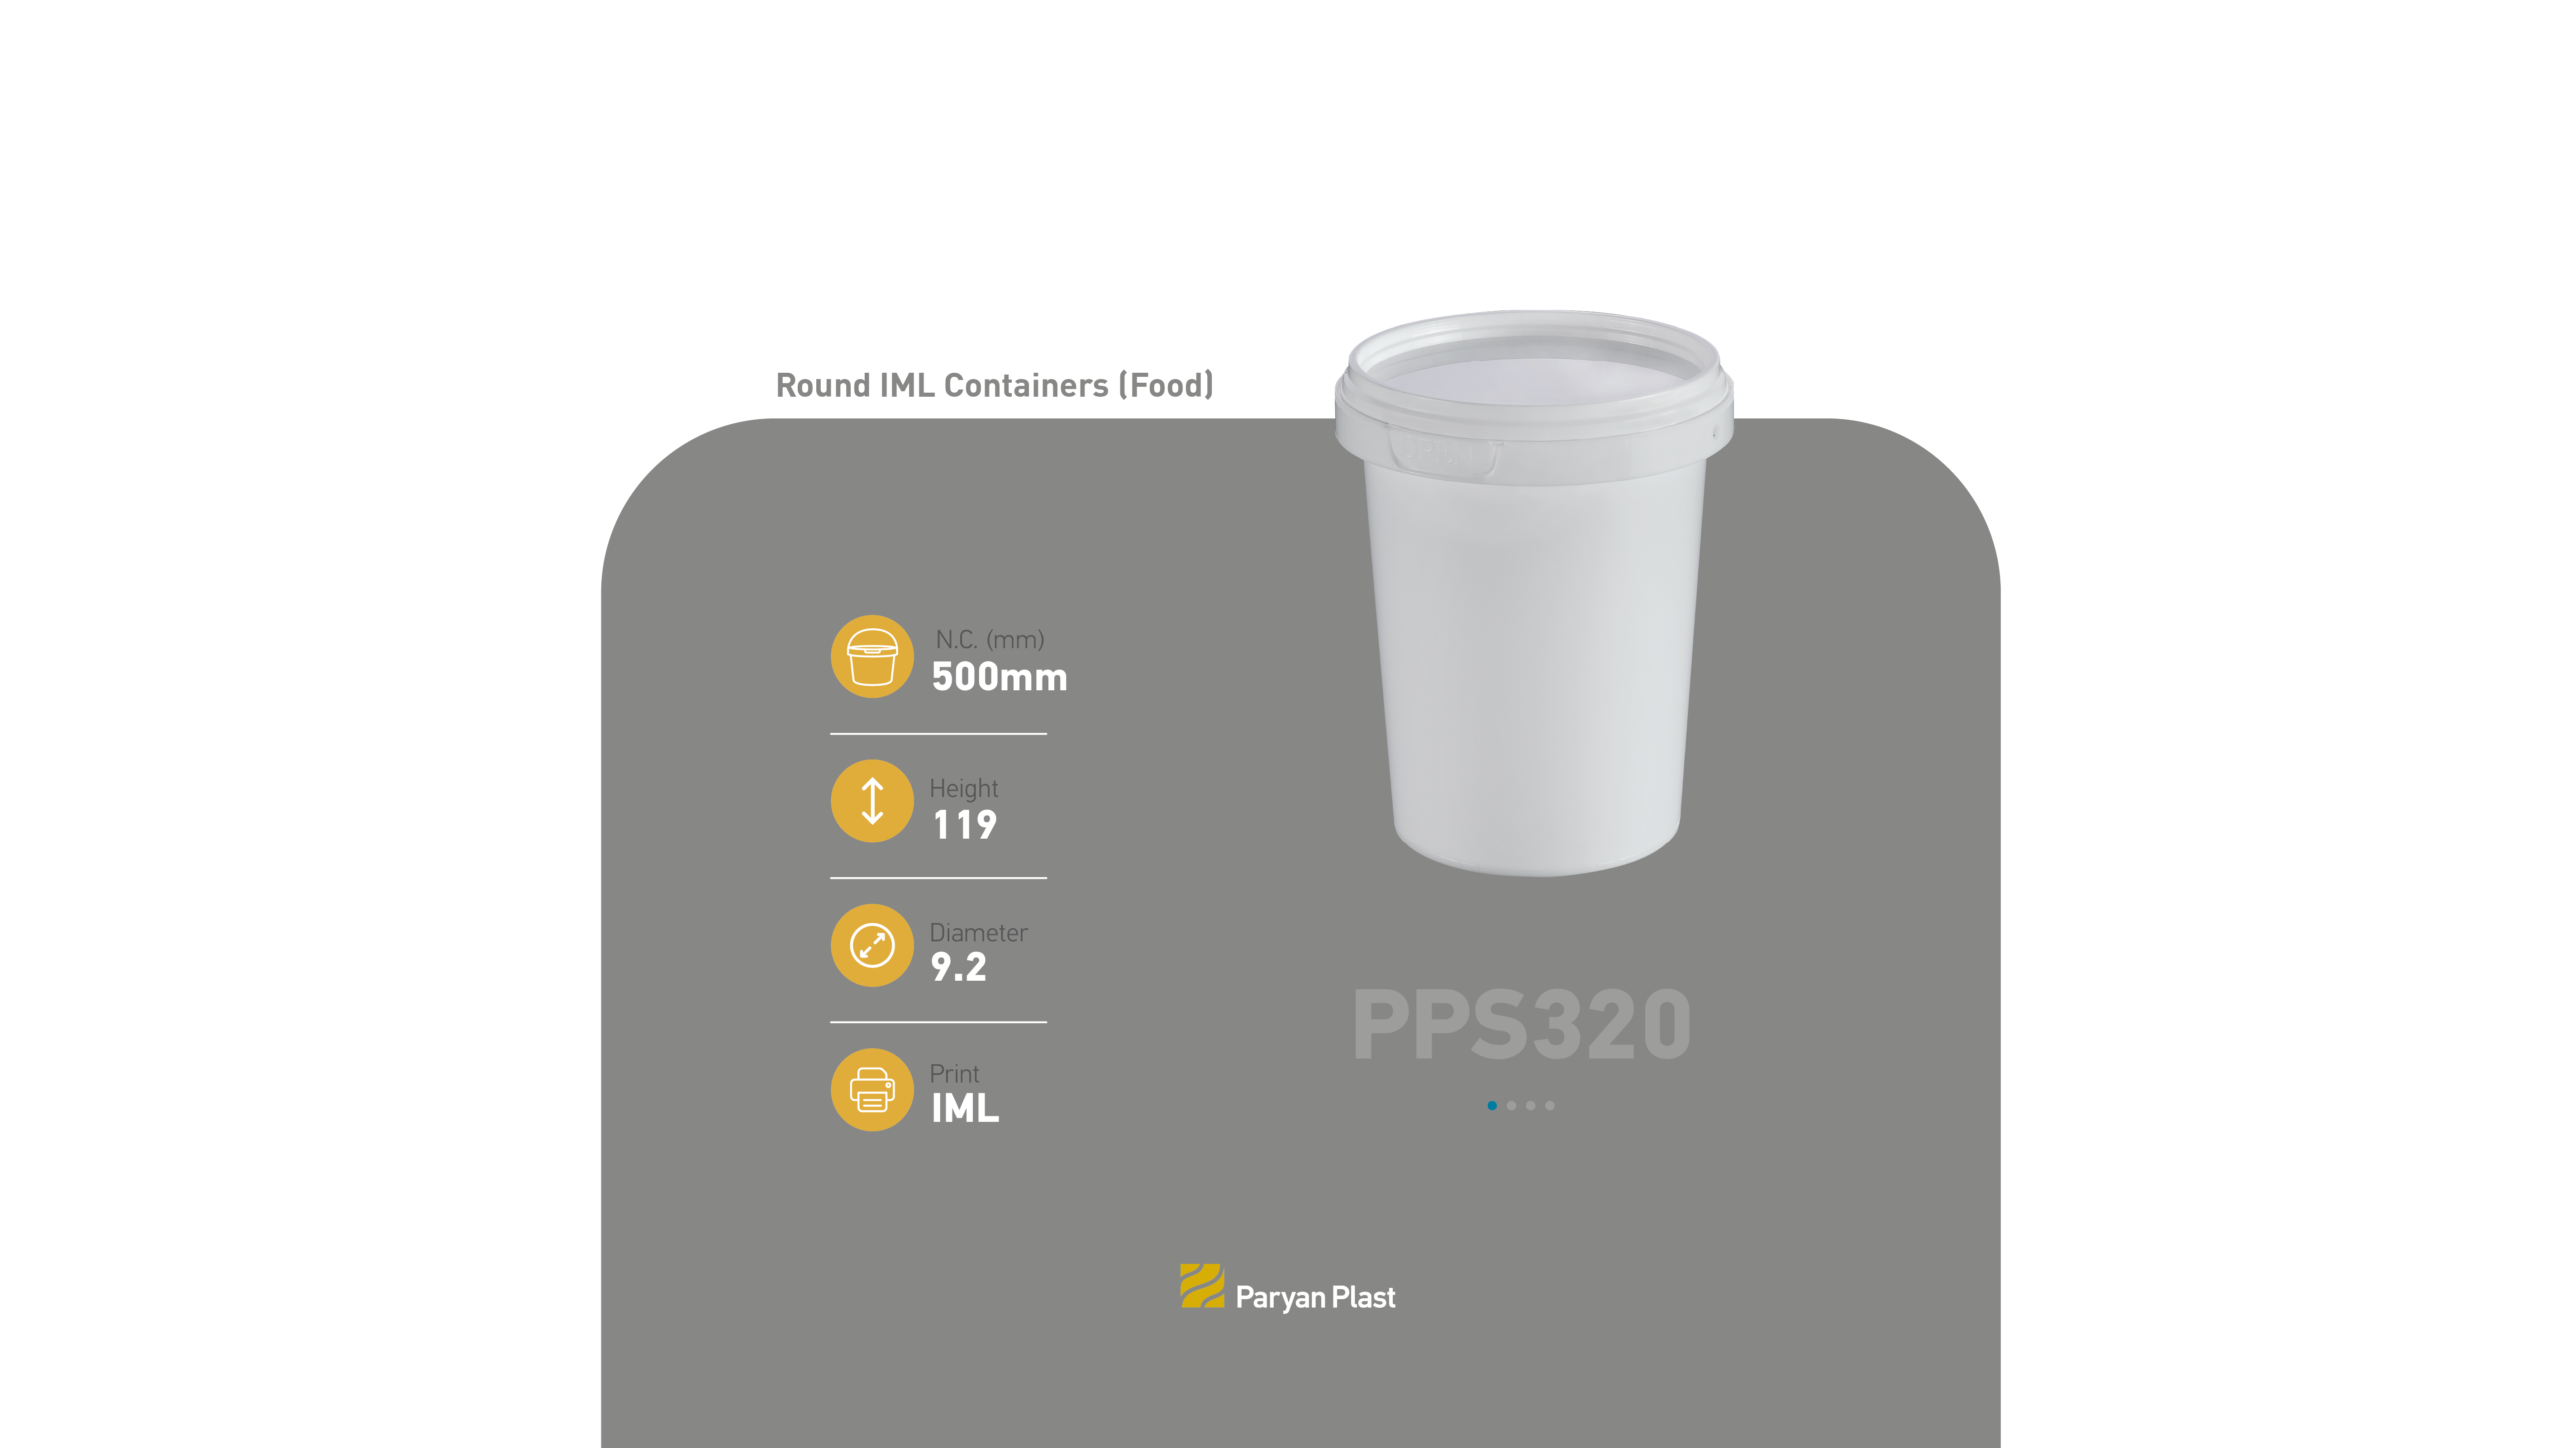 Round IML Containers (Food)
N.C. (mm)
500mm
Height
119
Diameter
9.2
Print
IML
PPS320
Paryan Plast